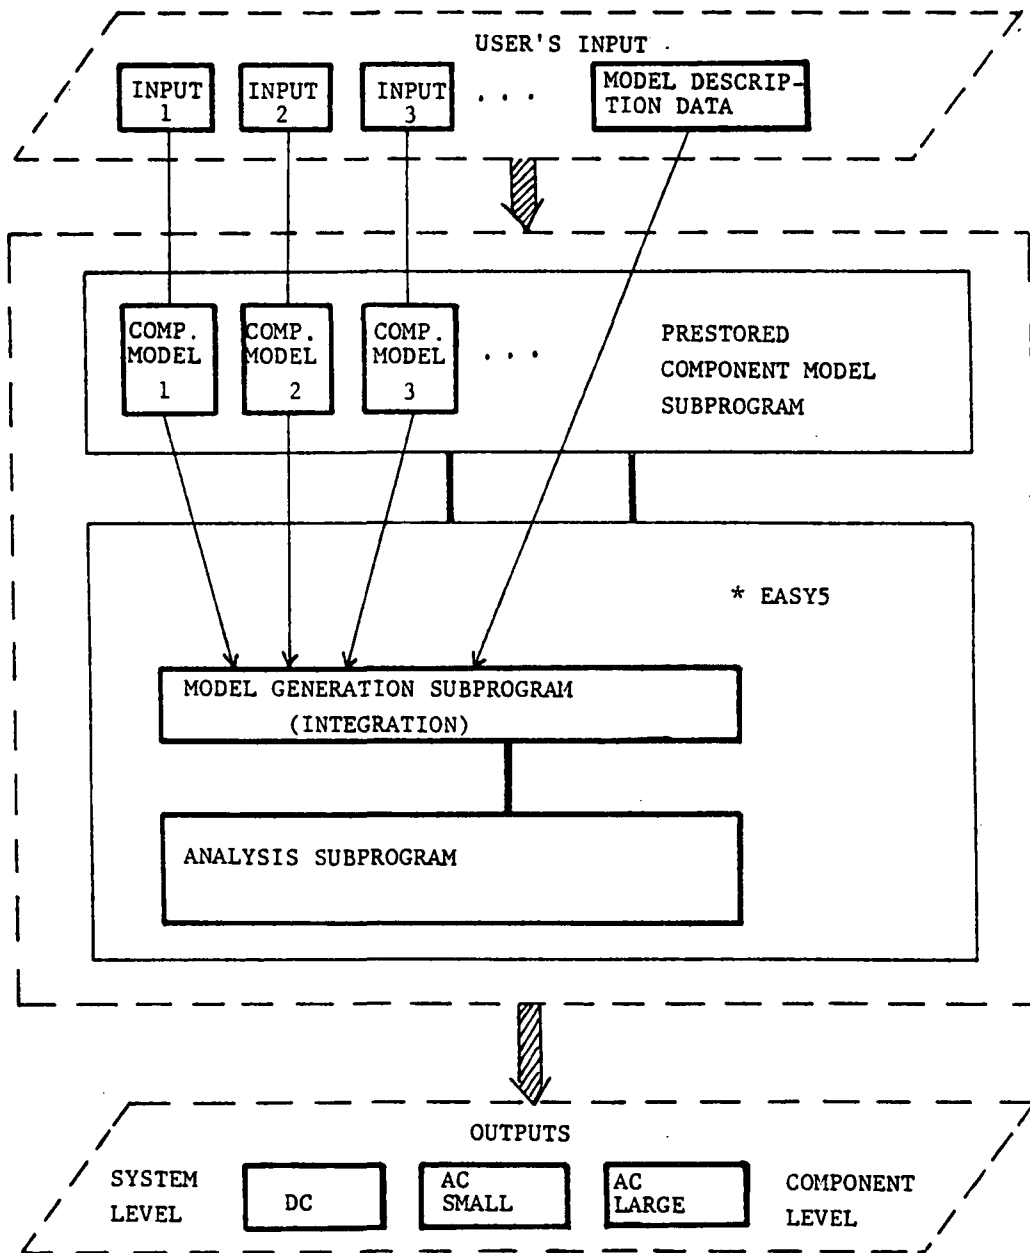 USER'S INPUT
INPUT
1
INPUT
2
INPUT
3
. . .
MODEL DESCRIP-
TION DATA
COMP.
MODEL
1
COMP.
MODEL
2
COMP.
MODEL
3
. . .
PRESTORED
COMPONENT MODEL
SUBPROGRAM
* EASY5
MODEL GENERATION SUBPROGRAM
(INTEGRATION)
ANALYSIS SUBPROGRAM
OUTPUTS
SYSTEM
LEVEL
DC
AC
SMALL
AC
LARGE
COMPONENT
LEVEL